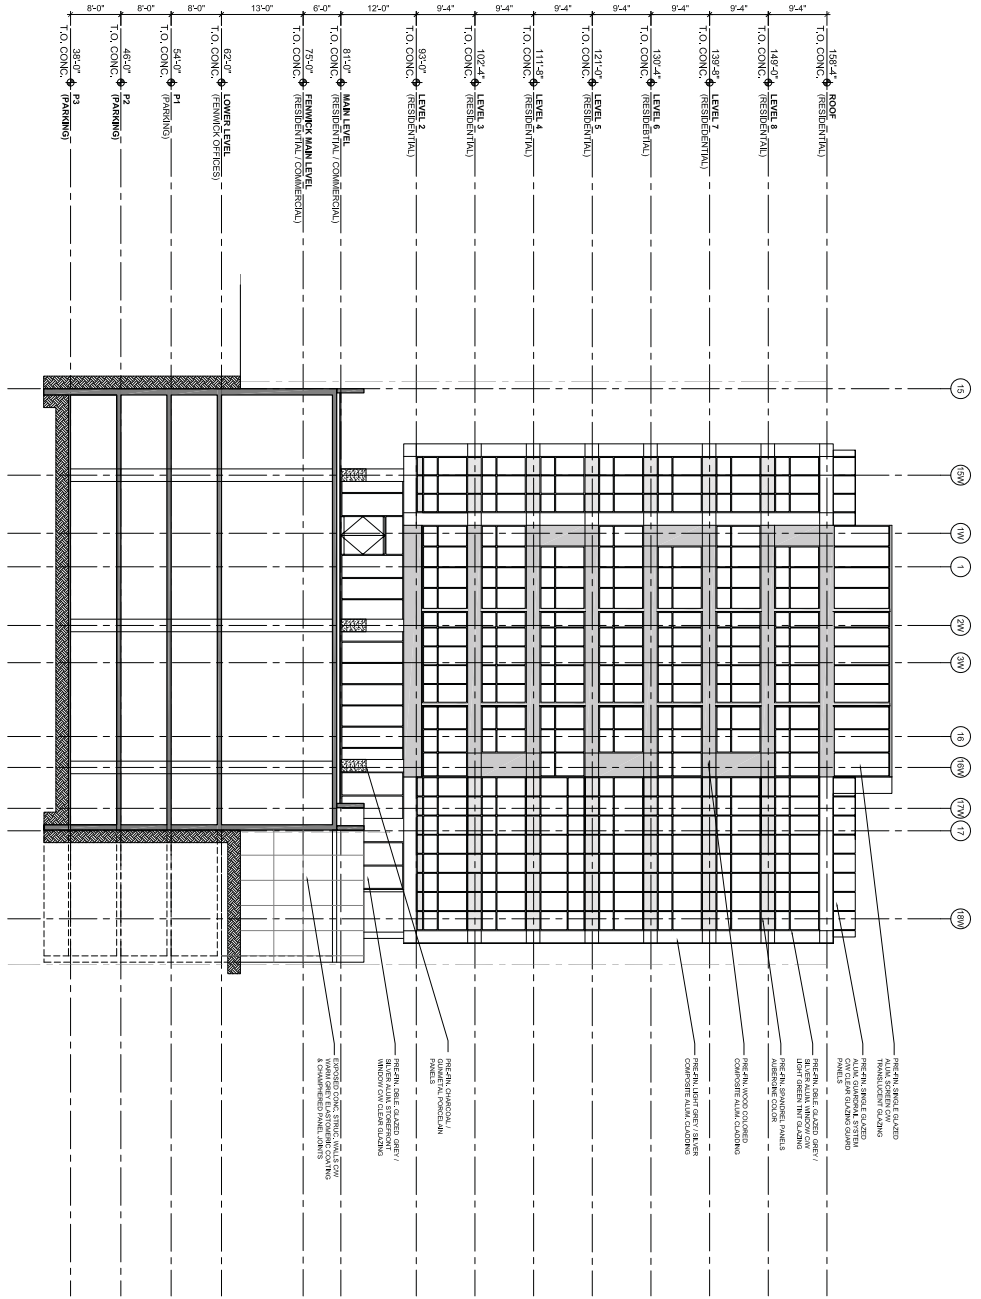 15
15W
1W
1
2W
3W
16
16W
17W
17
18W
9'-4"
9'-4"
9'-4"
9'-4"
9'-4"
9'-4"
9'-4"
12'-0"
6'-0"
13'-0"
8'-0"
8'-0"
8'-0"
158'-4"
T.O. CONC.
ROOF
(RESIDENTIAL)
149'-0"
T.O. CONC.
LEVEL 8
(RESIDENTAIL)
139'-8"
T.O. CONC.
LEVEL 7
(RESIDEDENTIAL)
130'-4"
T.O. CONC.
LEVEL 6
(RESIDEBTIAL)
121'-0"
T.O. CONC.
LEVEL 5
(RESIDENTIAL)
111'-8"
T.O. CONC.
LEVEL 4
(RESIDENTIAL)
102'-4"
T.O. CONC.
LEVEL 3
(RESIDENTIAL)
93'-0"
T.O. CONC.
LEVEL 2
(RESIDENTIAL)
81'-0"
T.O. CONC.
MAIN LEVEL
(RESIDENTIAL / COMMERCIAL)
75'-0"
T.O. CONC.
FENWICK MAIN LEVEL
(RESIDENTIAL / COMMERCIAL)
62'-0"
T.O. CONC.
LOWER LEVEL
(FENWICK OFFICES)
54'-0"
T.O. CONC.
P1
(PARKING)
46'-0"
T.O. CONC.
P2
(PARKING)
38'-0"
T.O. CONC.
P3
(PARKING)
PRE-FIN. SINGLE GLAZED
ALUM. SCREEN C/W
TRANSLUCENT GLAZING
PRE-FIN. SINGLE GLAZED
ALUM. GUARDRAIL SYSTEM
C/W CLEAR GLAZING GUARD
PANELS
PRE-FIN. DBLE. GLAZED GREY /
SILVER ALUM. WINDOW C/W
LIGHT GREEN TINT GLAZING
PRE-FIN. SPANDREL PANELS
AUBERGINE COLOR
PRE-FIN. WOOD COLORED
COMPOSITE ALUM. CLADDING
PRE-FIN. LIGHT GREY / SILVER
COMPOSITE ALUM. CLADDING
PRE-FIN. CHARCOAL /
GUNMETAL PORCELAIN
PANELS
PRE-FIN. DBLE. GLAZED GREY /
SILVER ALUM. STOREFRONT
WINDOW C/W CLEAR GLAZING
EXPOSED CONC. STRUC. WALLS C/W
WARM GREY ELASTOMERIC COATING
& CHAMFERED PANEL JOINTS